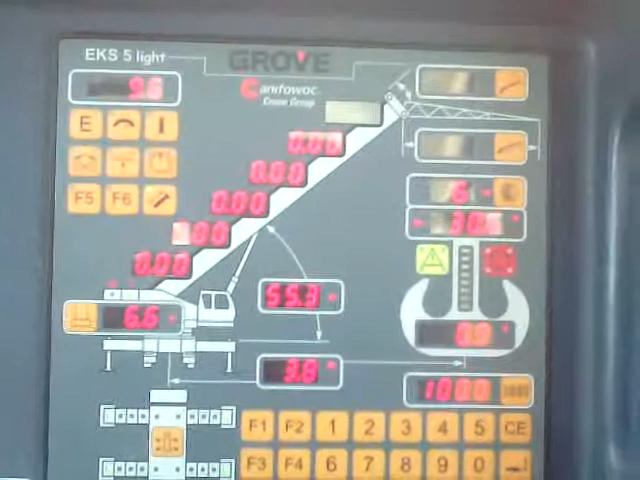 EKS 5 light
GROVE
Manitowoc
Crane Group
9.6
E
F5 F6
0.00
0.00
0.00
0.00
6
30.6
55.3
6.6
0.0
3.8
1000
F1 F2 1 2 3 4 5 CE
F3 F4 6 7 8 9 0